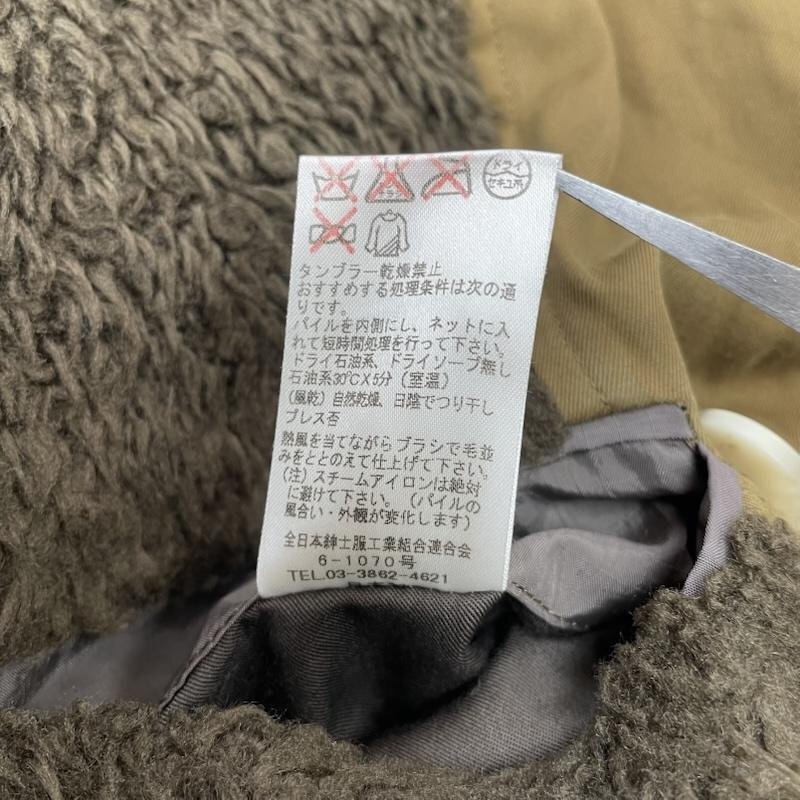 ドライ
セキユ系
タンブラー乾燥禁止
おすすめする処理条件は次の通
りです。
パイルを内側にし、ネットに入
れて短時間処理を行って下さい。
ドライ石油系、ドライソープ無し
石油系30℃X5分（室温）
（風乾）自然乾燥、日陰でつり干し
プレス否
熱風を当てながらブラシで毛並
みをととのえて仕上げて下さい。
（注）スチームアイロンは絶対
に避けて下さい。（パイルの
風合い・外観が変化します）
全日本紳士服工業組合連合会
6-1070号
TEL.03-3862-4621